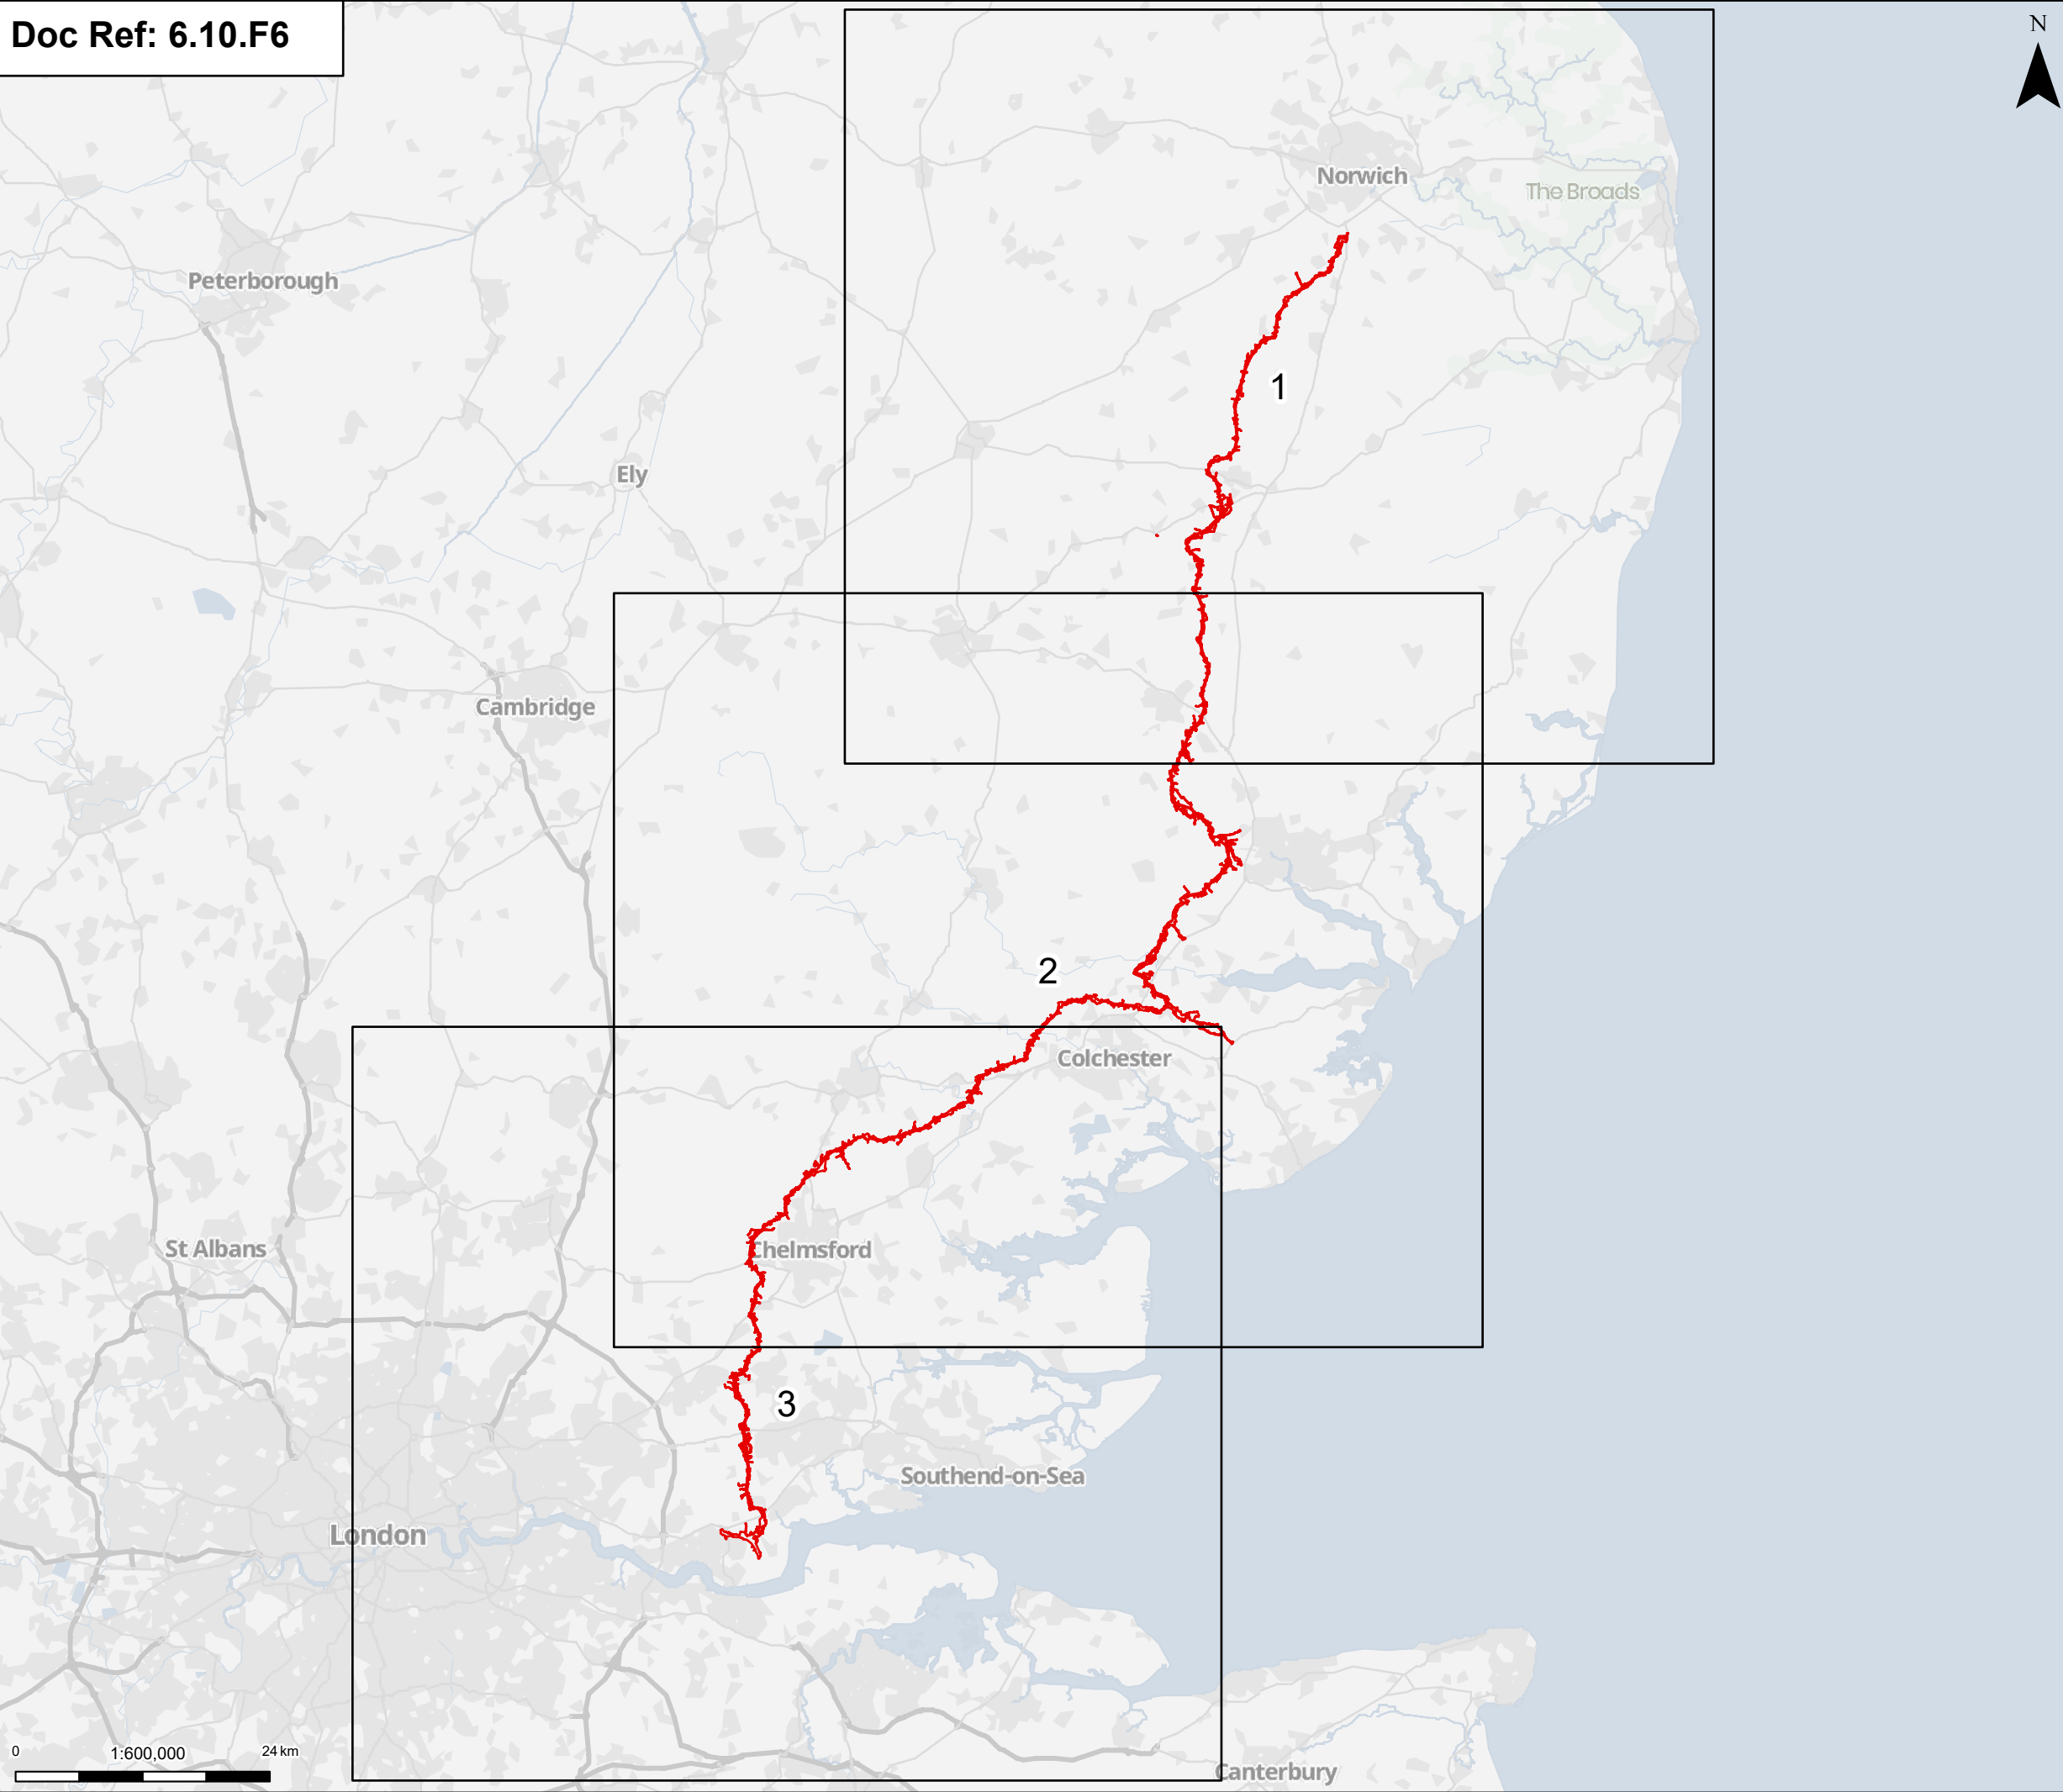 Doc Ref: 6.10.F6
N
Norwich
The Broads
Peterborough
1
Ely
Cambridge
2
Colchester
St Albans
Chelmsford
3
Southend-on-Sea
London
0 1:600,000 24 km
Canterbury